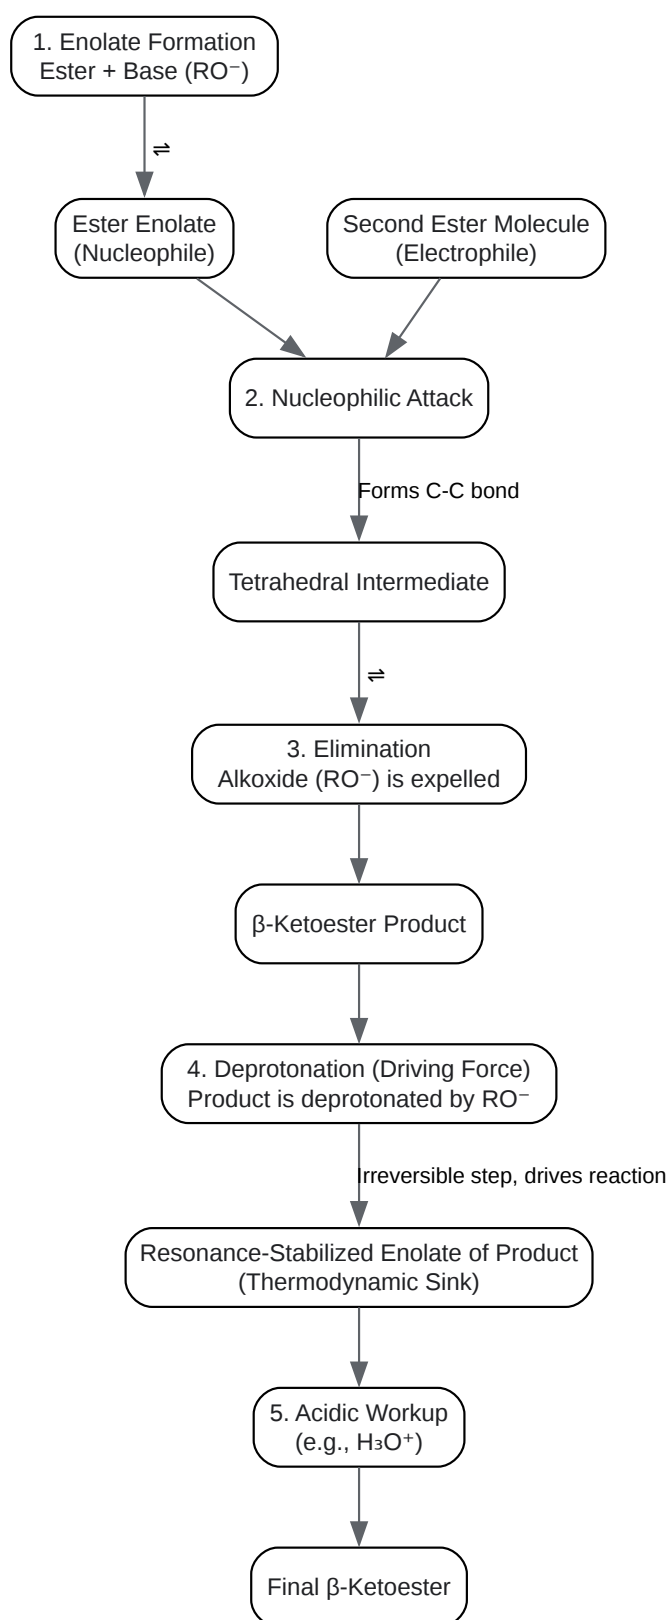 1. Enolate Formation
Ester + Base (RO⁻)
⇌
Ester Enolate
(Nucleophile)
Second Ester Molecule
(Electrophile)
2. Nucleophilic Attack
Forms C-C bond
Tetrahedral Intermediate
⇌
3. Elimination
Alkoxide (RO⁻) is expelled
β-Ketoester Product
4. Deprotonation (Driving Force)
Product is deprotonated by RO⁻
Irreversible step, drives reaction
Resonance-Stabilized Enolate of Product
(Thermodynamic Sink)
5. Acidic Workup
(e.g., H₃O⁺)
Final β-Ketoester